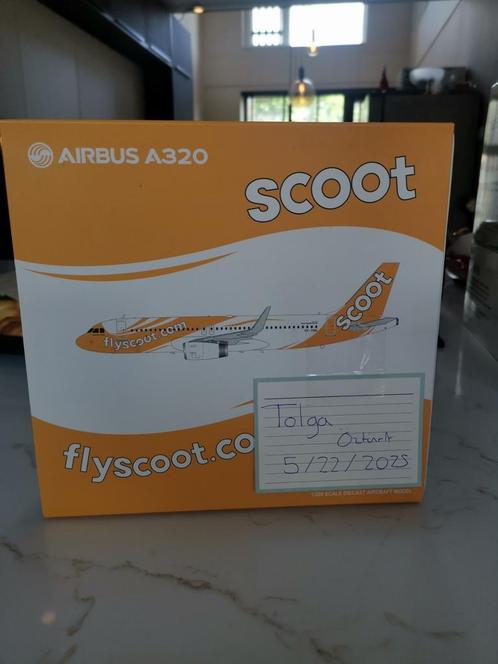 AIRBUS A320
scoot
flyscoot.com
scoot
flyscoot.co
Tolga
Ozturk
5/22/2025
1:200 SCALE DIECAST AIRCRAFT MODEL